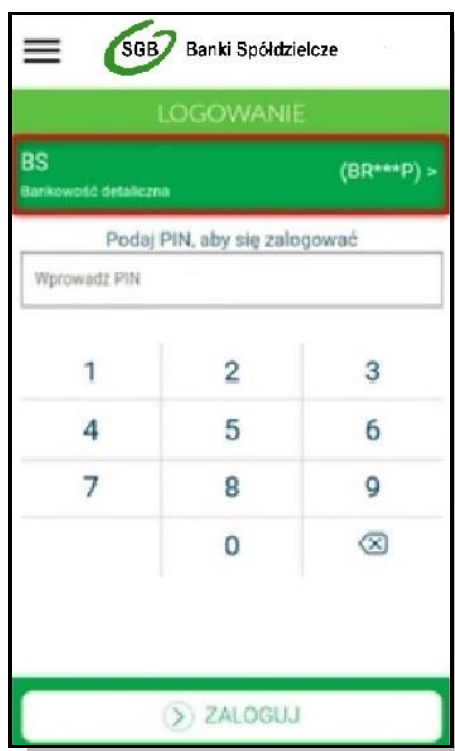 SGB Banki Spółdzielcze
LOGOWANIE
BS
(BR***P) >
Bankowość detaliczna
Podaj PIN, aby się zalogować
Wprowadź PIN
1 2 3
4 5 6
7 8 9
0
ZALOGUJ